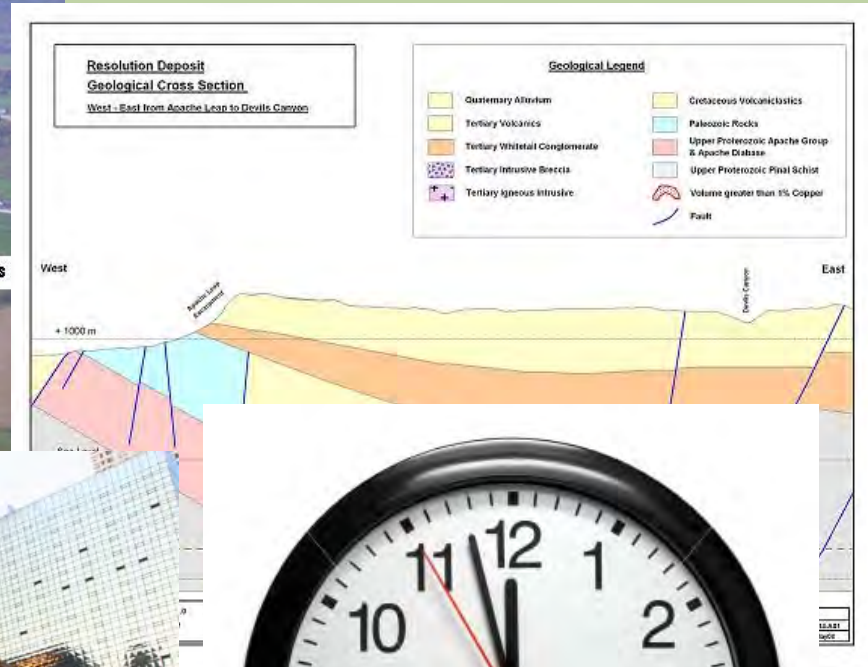 Resolution Deposit
Geological Cross Section
West - East from Apache Leap to Devils Canyon
Geological Legend
Quaternary Alluvium
Tertiary Volcanics
Tertiary Whitetail Conglomerate
Tertiary Intrusive Breccia
Tertiary Igneous Intrusive
Cretaceous Volcaniclastics
Paleozoic Rocks
Upper Proterozoic Apache Group
& Apache Diabase
Upper Proterozoic Pinal Schist
Volume greater than 1% Copper
Fault
s
West
East
Apache Leap
Escarpment
Devils Canyon
+ 1000 m
10
11
12
1
2